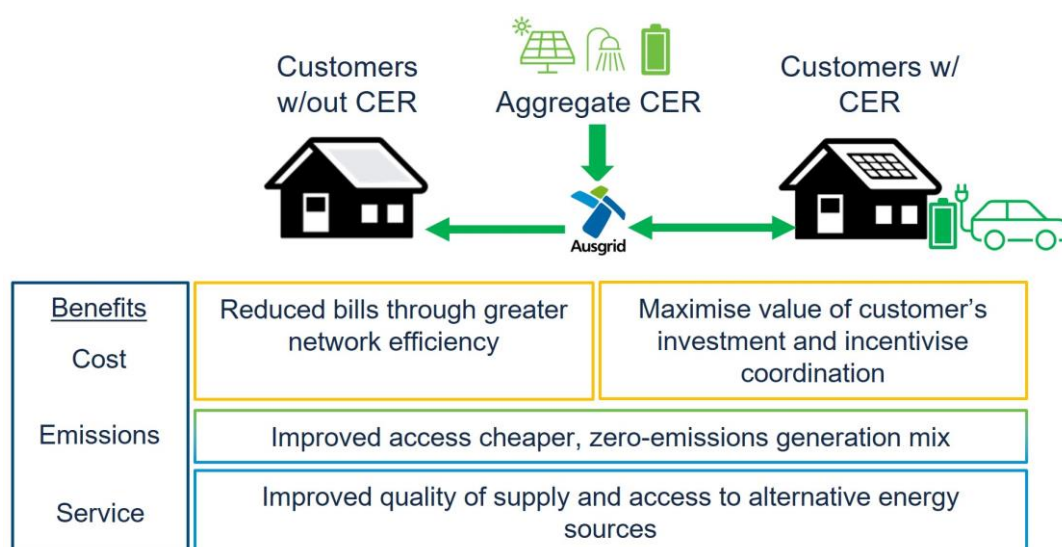 Customers
w/out CER
Aggregate CER
Customers w/
CER
Ausgrid
Benefits
Cost
Reduced bills through greater
network efficiency
Maximise value of customer’s
investment and incentivise
coordination
Emissions
Improved access cheaper, zero-emissions generation mix
Service
Improved quality of supply and access to alternative energy
sources